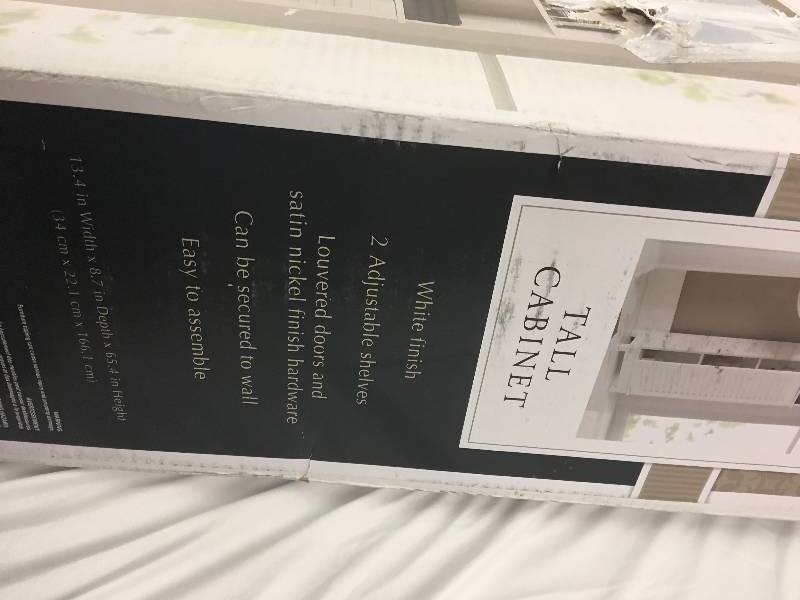 TALL
CABINET
White finish
2 Adjustable shelves
Louvered doors and
satin nickel finish hardware
Can be secured to wall
Easy to assemble
13.4 in Width x 8.7 in Depth x 65.4 in Height
(34 cm x 22.1 cm x 166.1 cm)